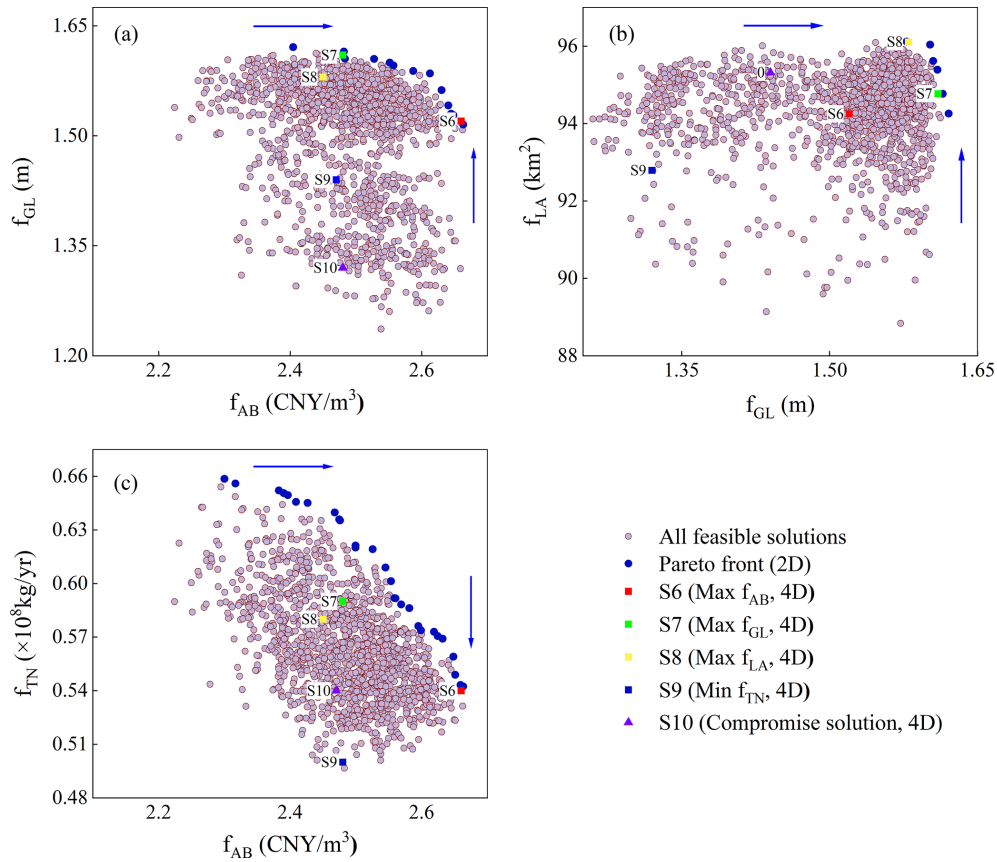 (a)
1.65
1.50
1.35
1.20
f_GL (m)
2.2
2.4
2.6
f_AB (CNY/m³)
S7
S8
S6
S9
S10
(b)
96
94
92
90
88
f_LA (km²)
1.35
1.50
1.65
f_GL (m)
S8
0
S7
S6
S9
(c)
0.66
0.63
0.60
0.57
0.54
0.51
0.48
f_TN (×10⁸kg/yr)
2.2
2.4
2.6
f_AB (CNY/m³)
S7
S8
S10
S6
S9
All feasible solutions
Pareto front (2D)
S6 (Max f_AB, 4D)
S7 (Max f_GL, 4D)
S8 (Max f_LA, 4D)
S9 (Min f_TN, 4D)
S10 (Compromise solution, 4D)